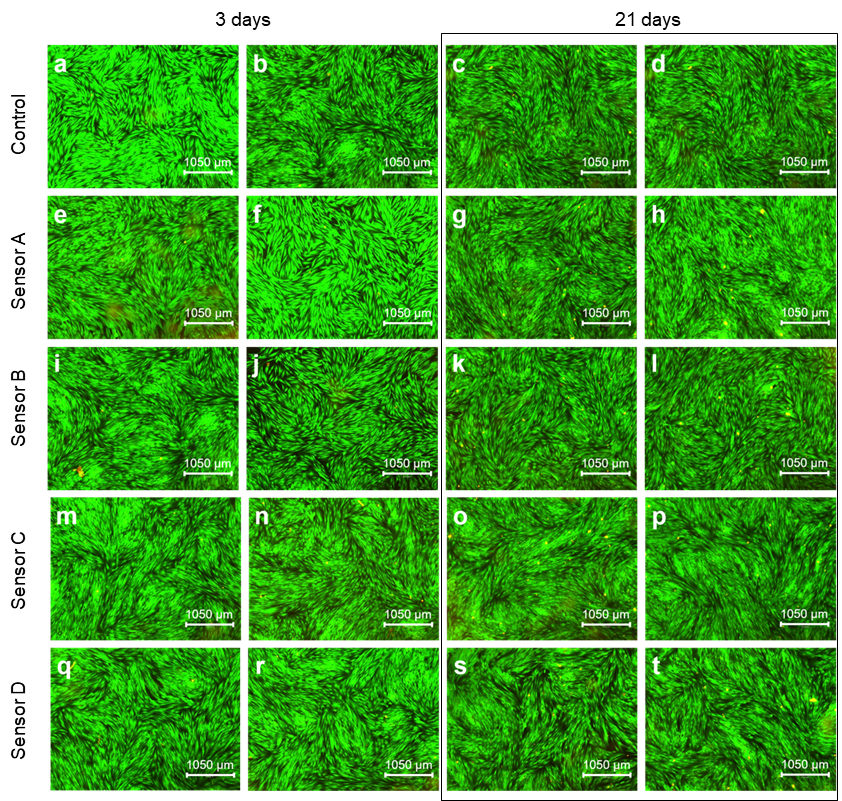 3 days 21 days
Control
a b c d
1050 µm 1050 µm 1050 µm 1050 µm
Sensor A
e f g h
1050 µm 1050 µm 1050 µm 1050 µm
Sensor B
i j k l
1050 µm 1050 µm 1050 µm 1050 µm
Sensor C
m n o p
1050 µm 1050 µm 1050 µm 1050 µm
Sensor D
q r s t
1050 µm 1050 µm 1050 µm 1050 µm